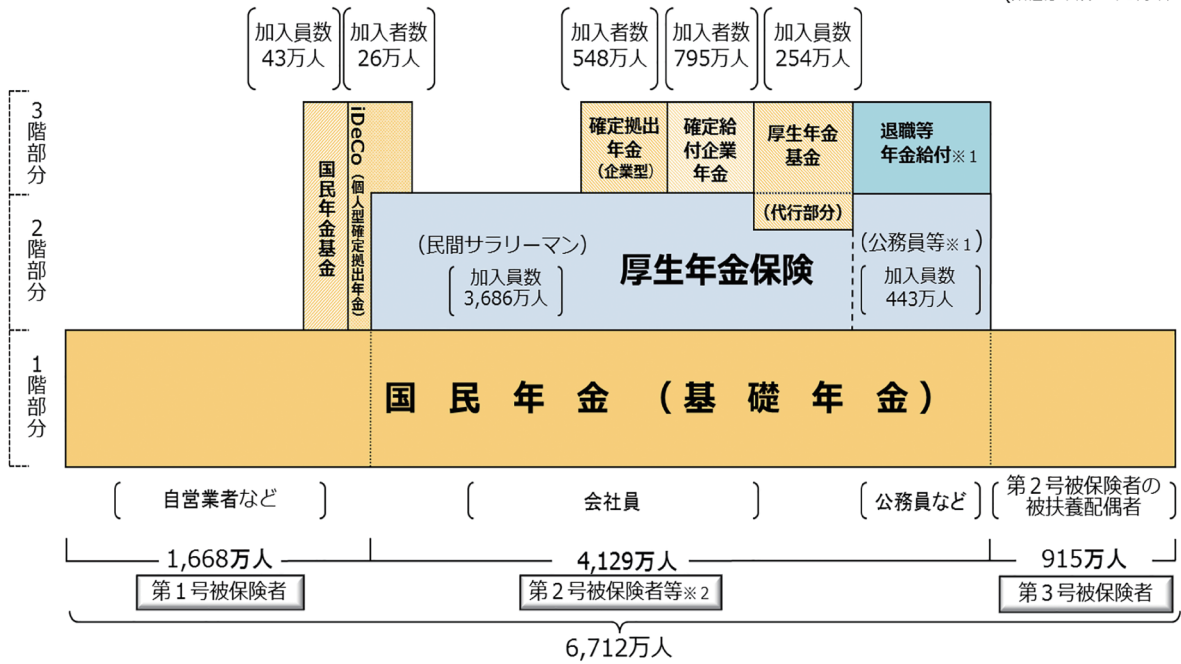 加入員数
43万人
加入者数
26万人
加入者数
548万人
加入者数
795万人
加入員数
254万人
3階部分
2階部分
1階部分
国民年金基金
iDeCo（個人型確定拠出年金）
確定拠出
年金
（企業型）
確定給
付企業
年金
厚生年金
基金
（代行部分）
退職等
年金給付※1
（民間サラリーマン）
加入員数
3,686万人
厚生年金保険
（公務員等※1）
加入員数
443万人
国民年金（基礎年金）
自営業者など
会社員
公務員など
第２号被保険者の
被扶養配偶者
1,668万人
4,129万人
915万人
第１号被保険者
第２号被保険者等※2
第３号被保険者
6,712万人